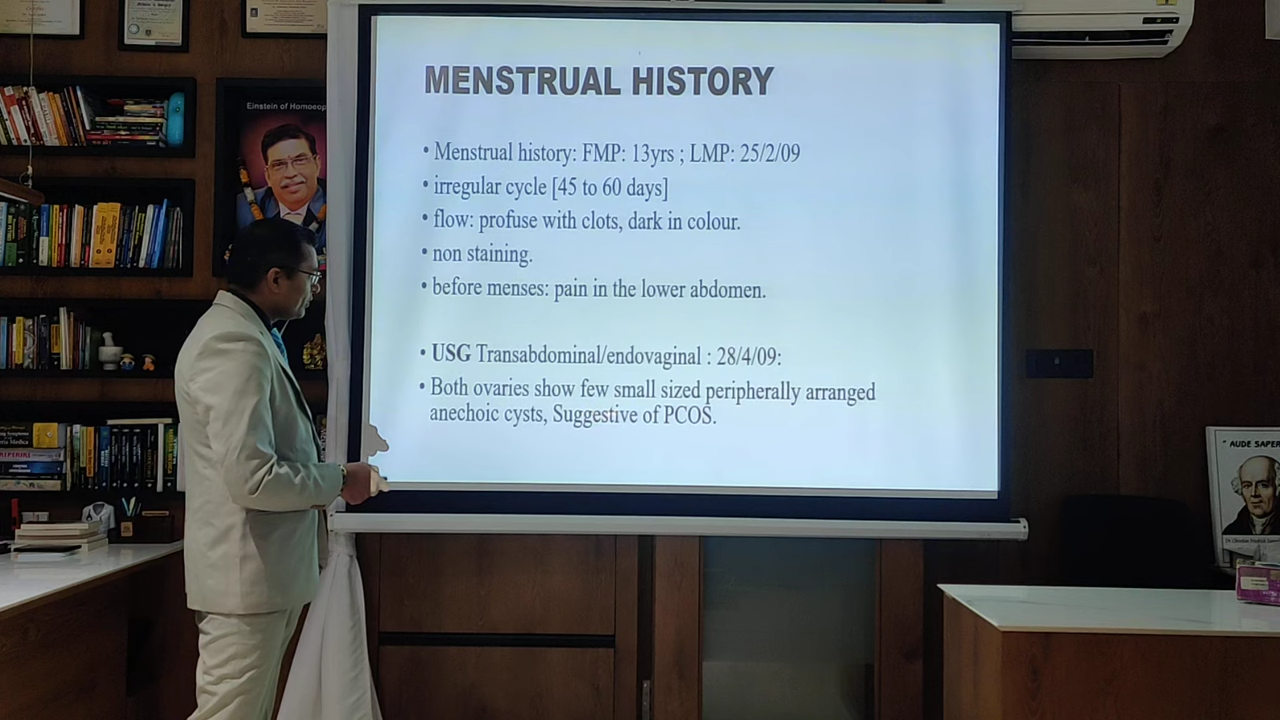 MENSTRUAL HISTORY
• Menstrual history: FMP: 13yrs ; LMP: 25/2/09
• irregular cycle [45 to 60 days]
• flow: profuse with clots, dark in colour.
• non staining.
• before menses: pain in the lower abdomen.
• USG Transabdominal/endovaginal : 28/4/09:
• Both ovaries show few small sized peripherally arranged
anechoic cysts, Suggestive of PCOS.
Einstein of Homoeop
" AUDE SAPER